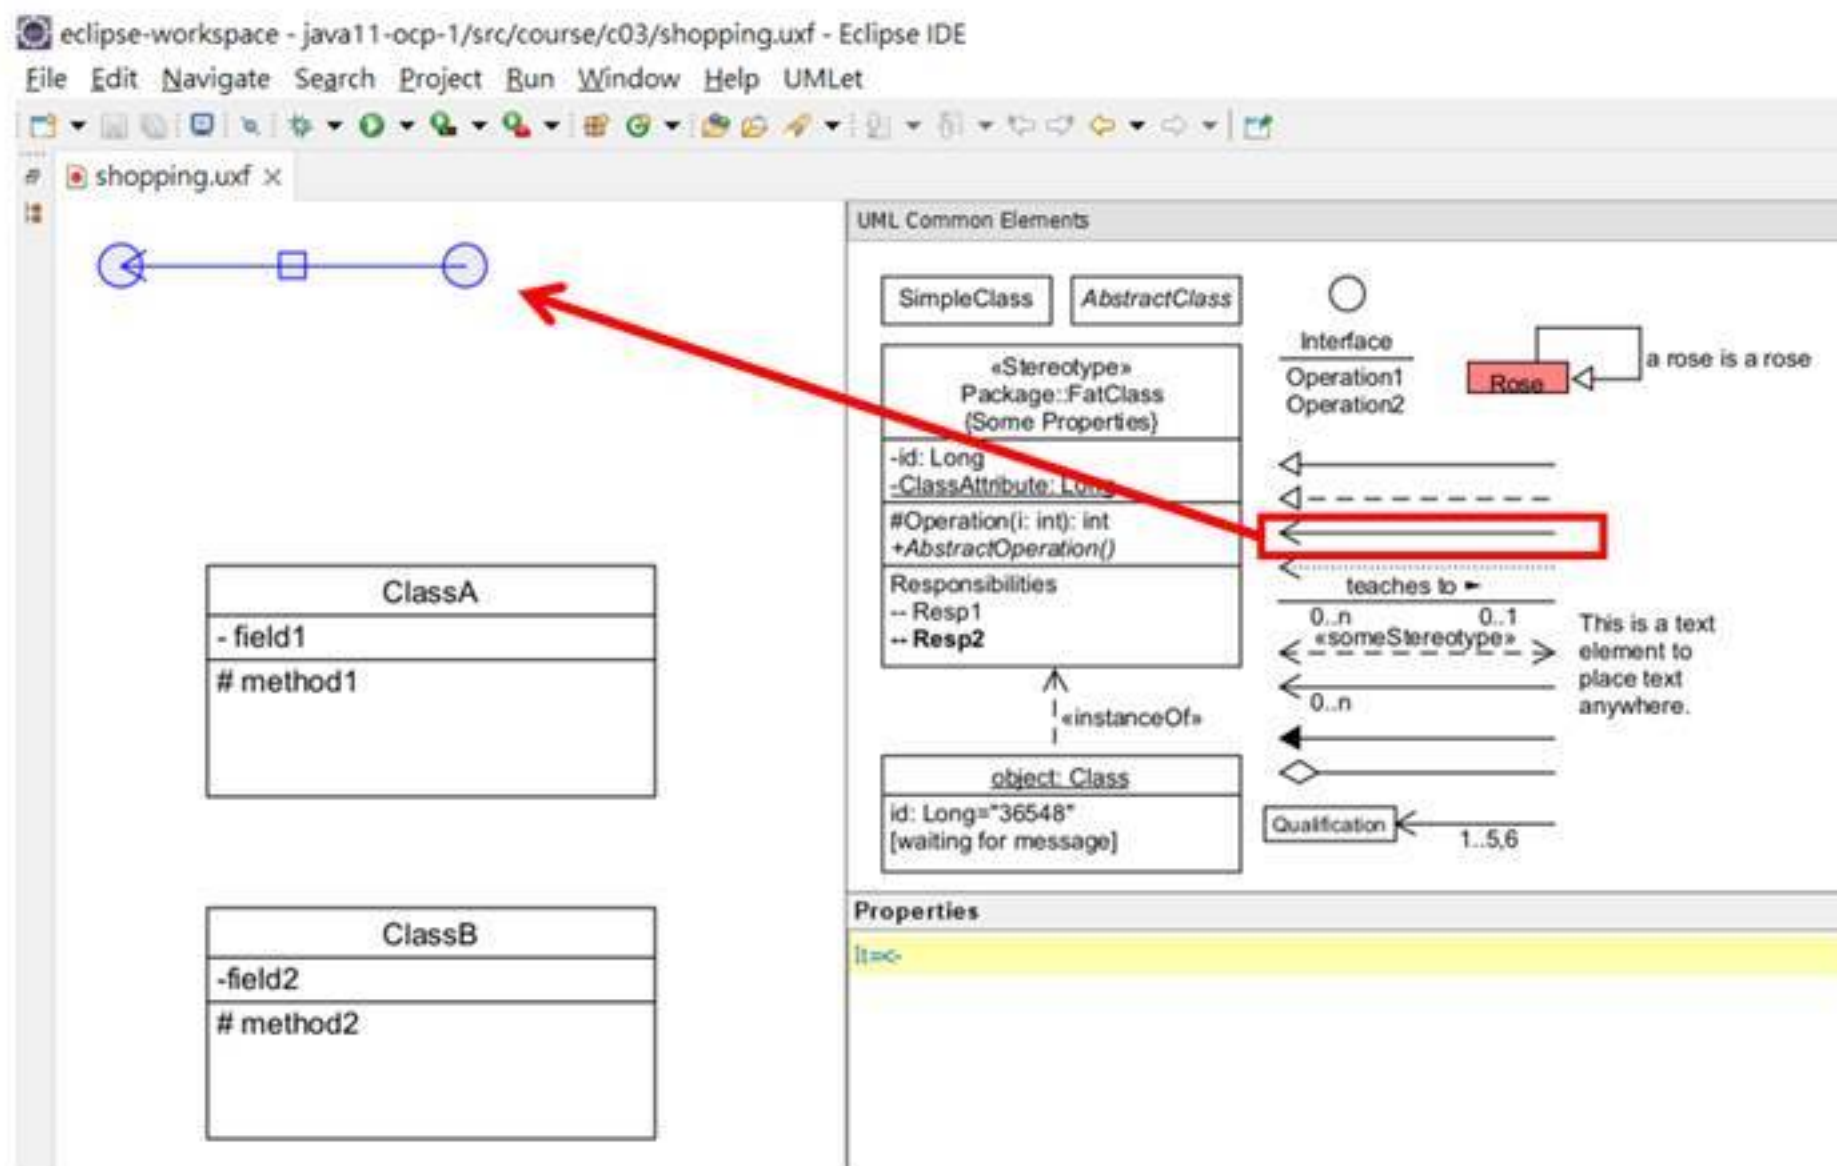 eclipse-workspace - java11-ocp-1/src/course/c03/shopping.uxf - Eclipse IDE
File Edit Navigate Search Project Run Window Help UMLet
shopping.uxf
ClassA
- field1
# method1
ClassB
-field2
# method2
UML Common Elements
SimpleClass
AbstractClass
«Stereotype»
Package::FatClass
{Some Properties}
-id: Long
-ClassAttribute: Long
#Operation(i: int): int
+AbstractOperation()
Responsibilities
-- Resp1
-- Resp2
«instanceOf»
object: Class
id: Long="36548"
[waiting for message]
Interface
Operation1
Operation2
Rose
a rose is a rose
teaches to ►
0..n 0..1
«someStereotype»
0..n
This is a text
element to
place text
anywhere.
Qualification
1..5,6
Properties
lt=<-